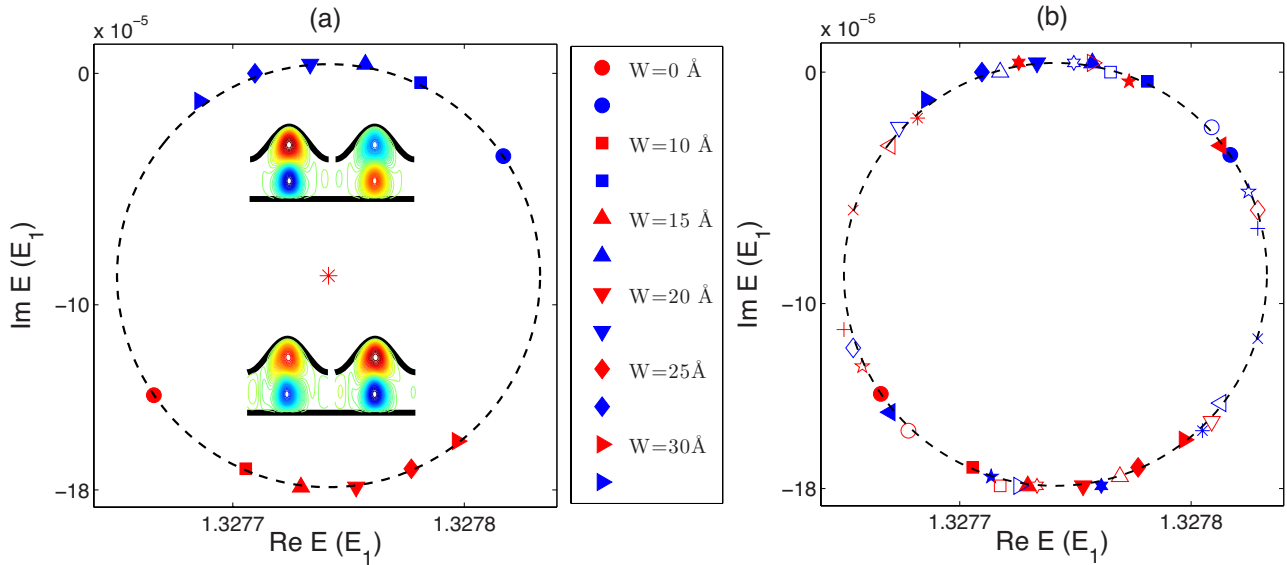 (a)
x 10⁻⁵
0
−10
−18
Im E (E₁)
1.3277
1.3278
Re E (E₁)
W=0 Å
W=10 Å
W=15 Å
W=20 Å
W=25Å
W=30Å
(b)
x 10⁻⁵
0
−10
−18
Im E (E₁)
1.3277
1.3278
Re E (E₁)